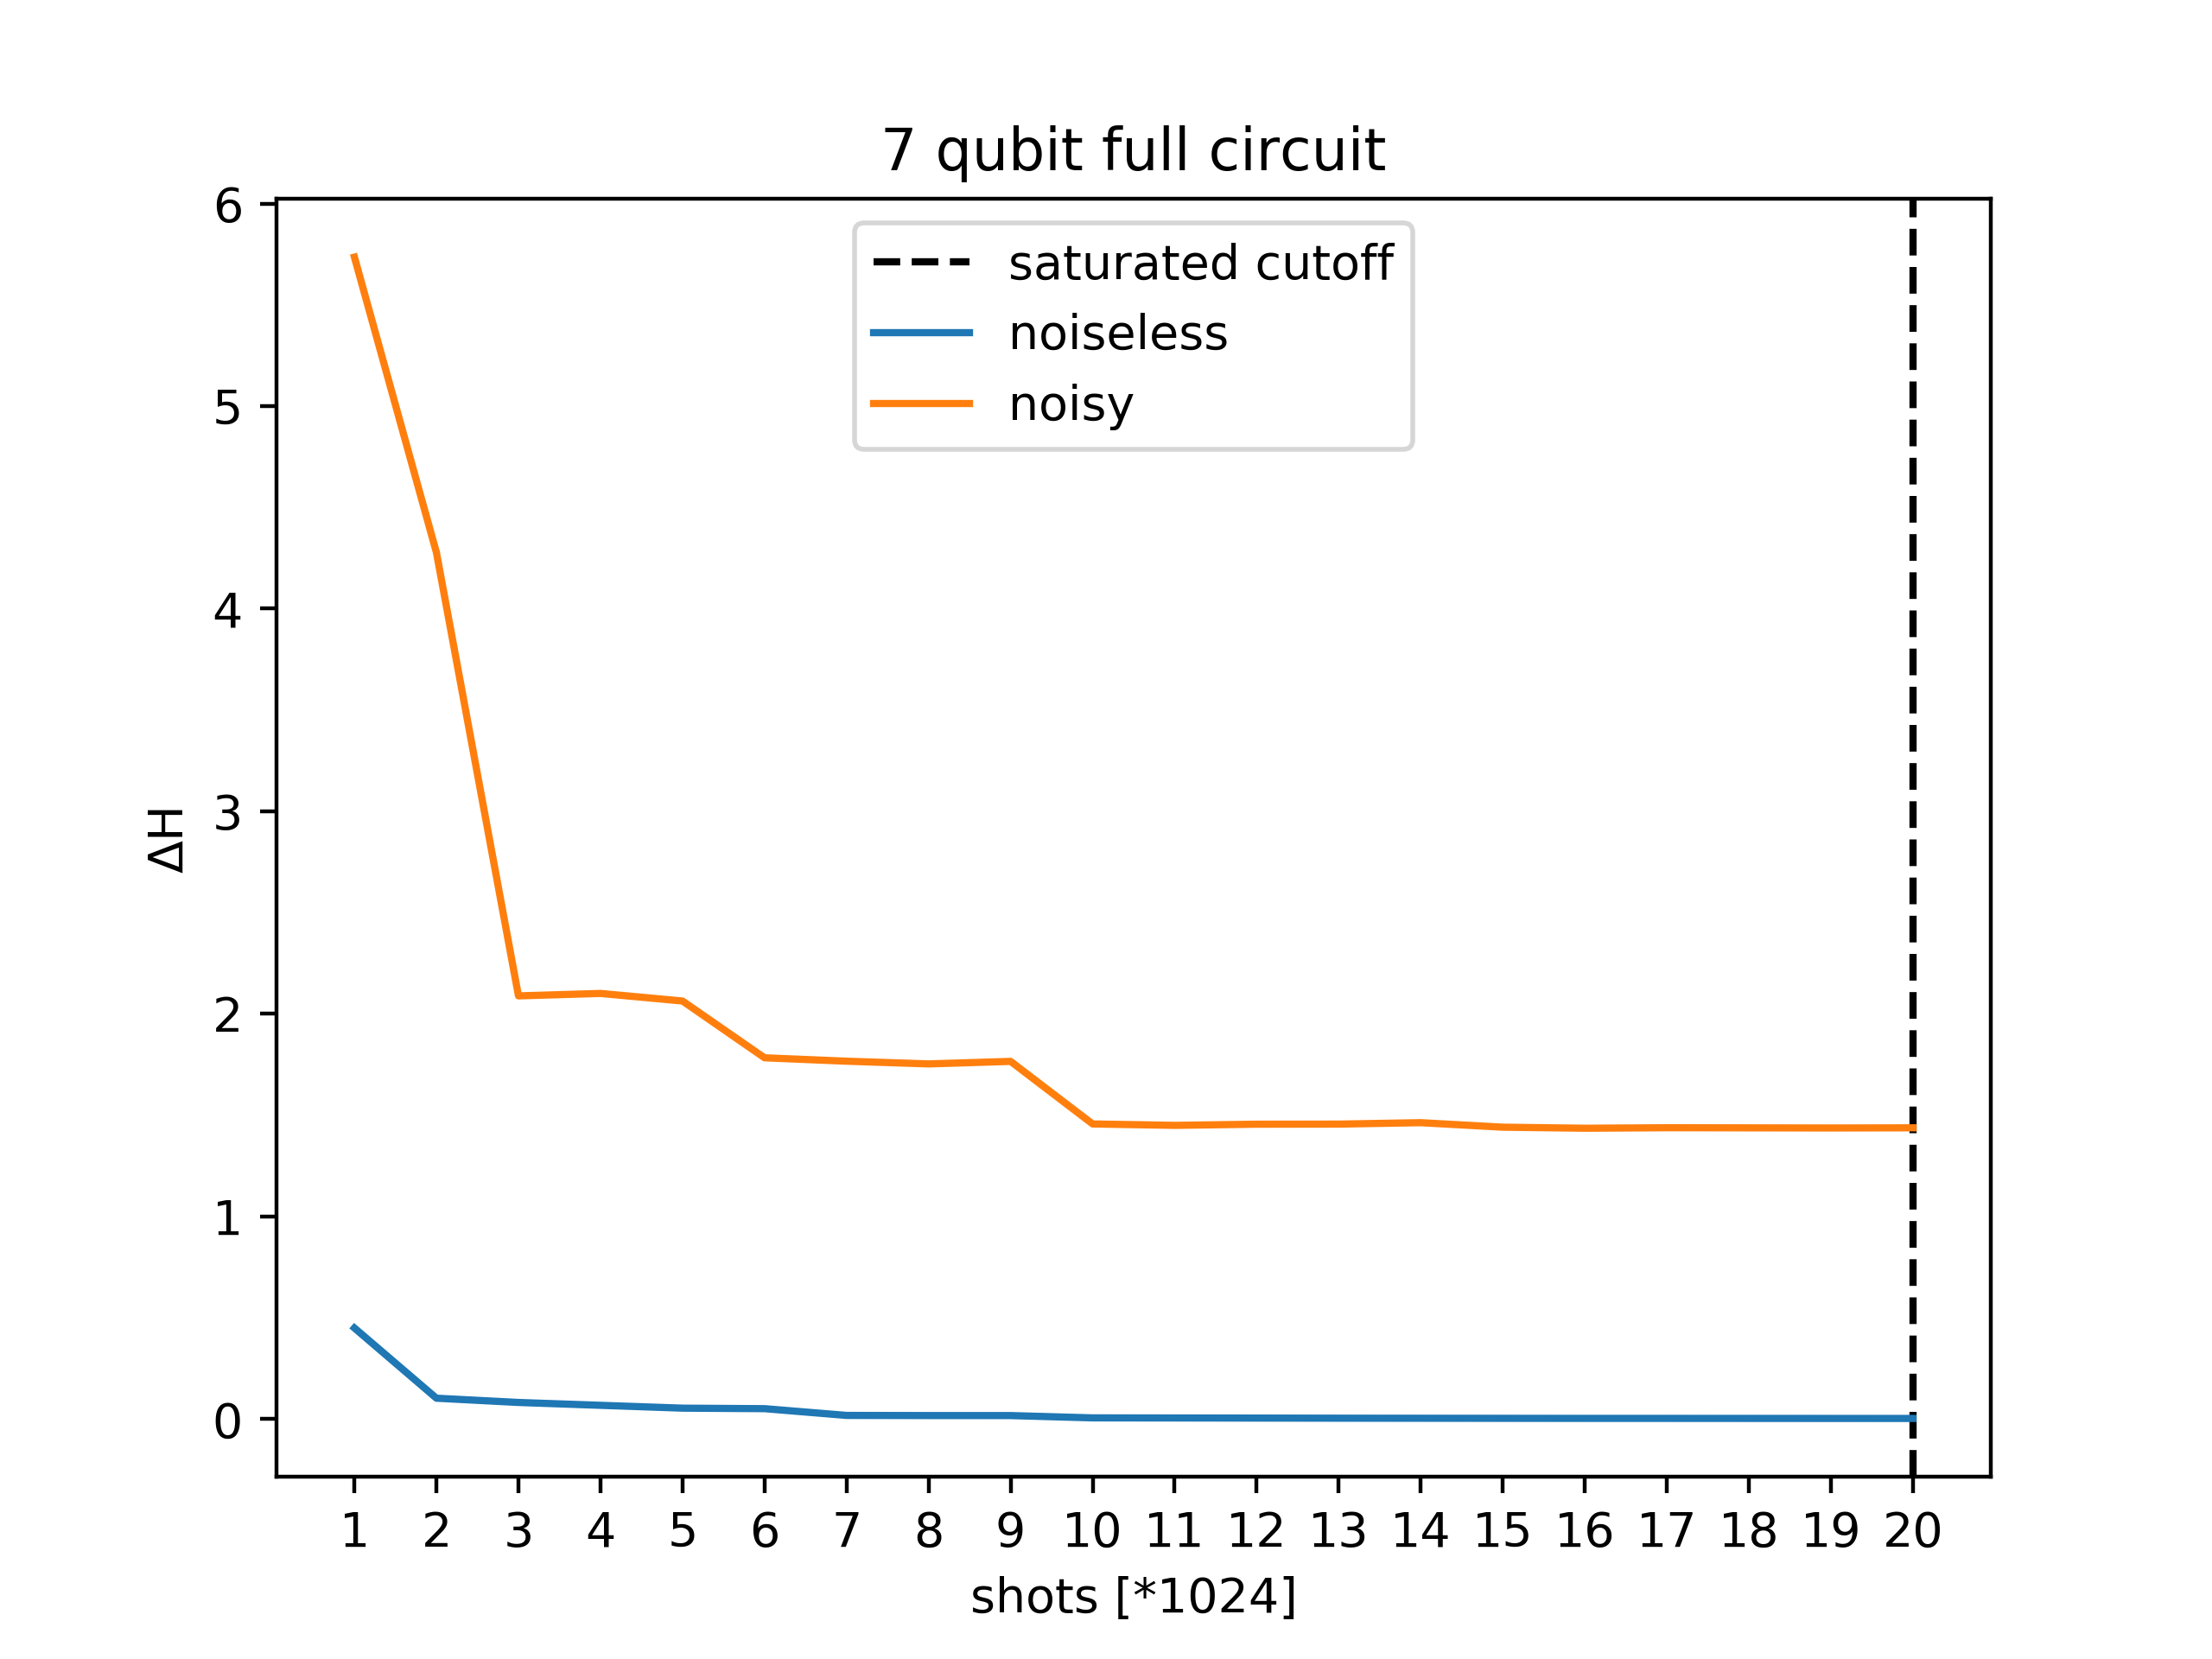 7 qubit full circuit
saturated cutoff
noiseless
noisy
6
5
4
3
2
1
0
ΔH
1 2 3 4 5 6 7 8 9 10 11 12 13 14 15 16 17 18 19 20
shots [*1024]